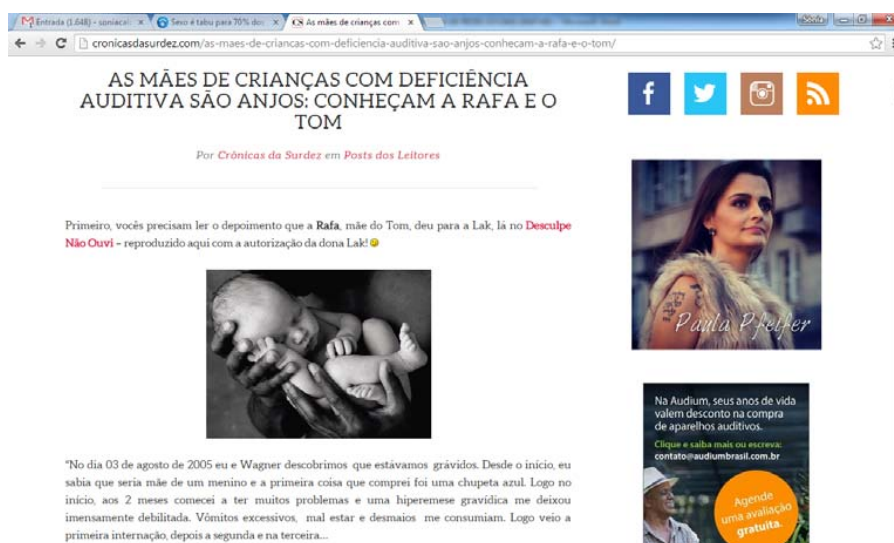 Entrada (1.648) - soniacal
Sexo é tabu para 70% dos
As mães de crianças com
Sônia
cronicasdasurdez.com/as-maes-de-criancas-com-deficiencia-auditiva-sao-anjos-conhecam-a-rafa-e-o-tom/
AS MÃES DE CRIANÇAS COM DEFICIÊNCIA
AUDITIVA SÃO ANJOS: CONHEÇAM A RAFA E O
TOM
Por Crônicas da Surdez em Posts dos Leitores
Primeiro, vocês precisam ler o depoimento que a Rafa, mãe do Tom, deu para a Lak, lá no Desculpe
Não Ouvi – reproduzido aqui com a autorização da dona Lak!
"No dia 03 de agosto de 2005 eu e Wagner descobrimos que estávamos grávidos. Desde o início, eu
sabia que seria mãe de um menino e a primeira coisa que comprei foi uma chupeta azul. Logo no
início, aos 2 meses comecei a ter muitos problemas e uma hiperemese gravídica me deixou
imensamente debilitada. Vômitos excessivos, mal estar e desmaios me consumiam. Logo veio a
primeira internação, depois a segunda e na terceira...
Paula Pfeifer
Na Audium, seus anos de vida
valem desconto na compra
de aparelhos auditivos.
Clique e saiba mais ou escreva:
contato@audiumbrasil.com.br
Agende
uma avaliação
gratuita.